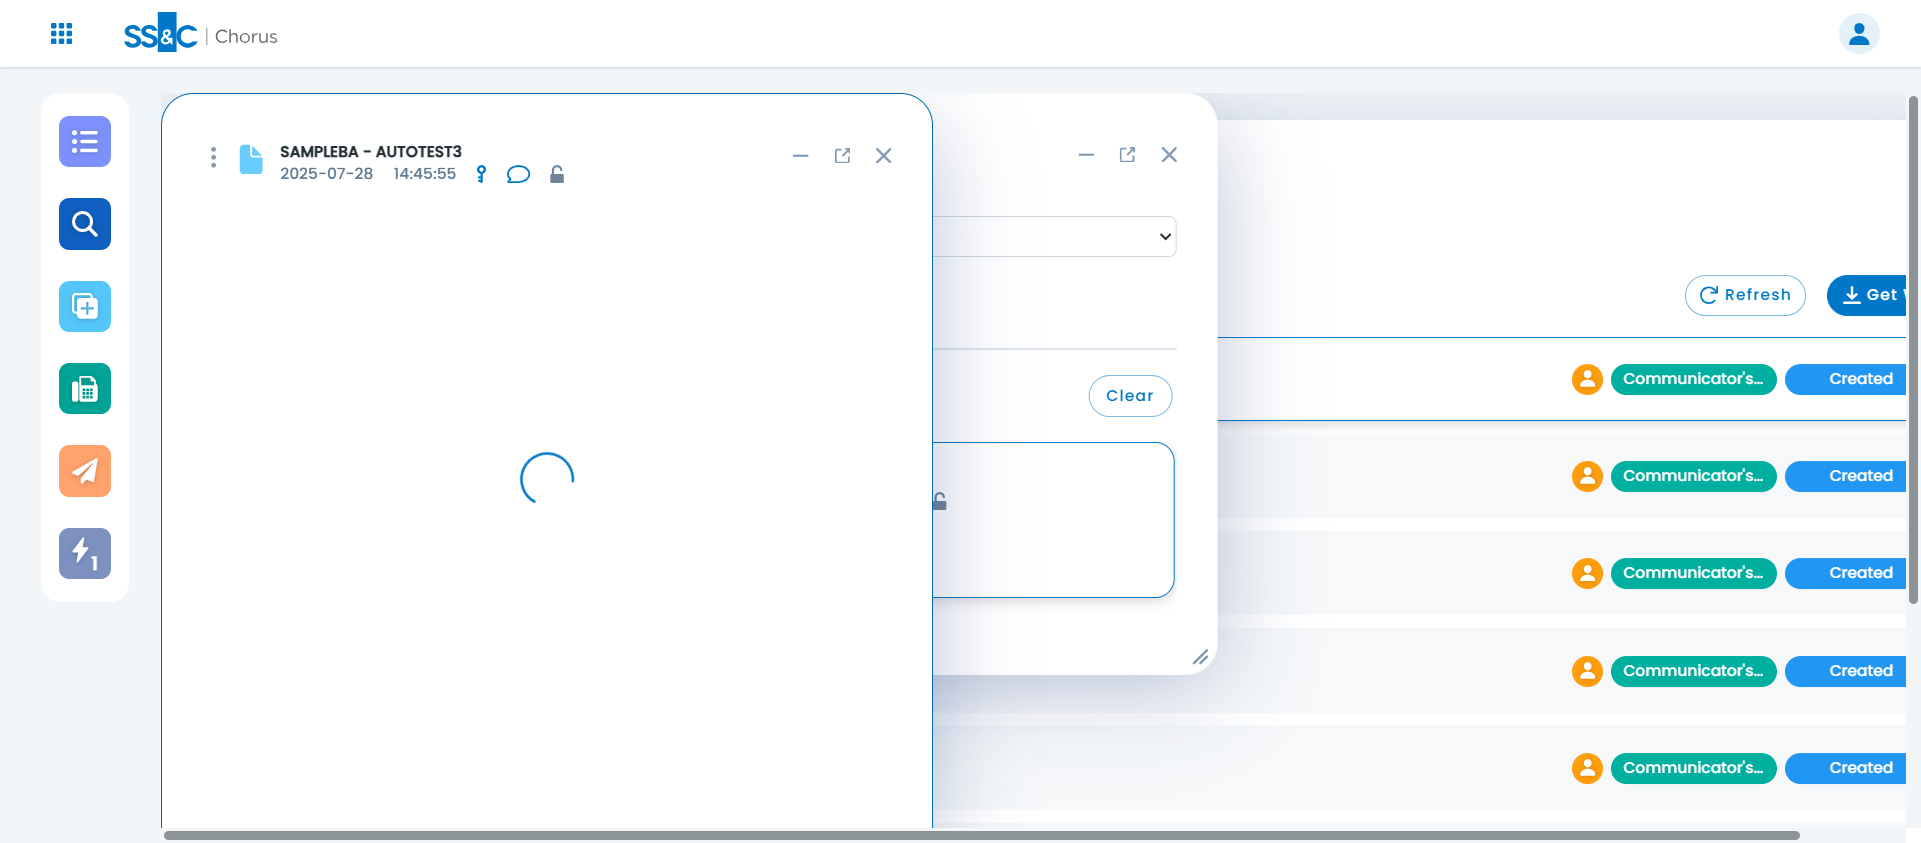 SS&C | Chorus
SAMPLEBA - AUTOTEST3
2025-07-28 14:45:55
Refresh
Get
Clear
Communicator's... Created
Communicator's... Created
Communicator's... Created
Communicator's... Created
Communicator's... Created
1